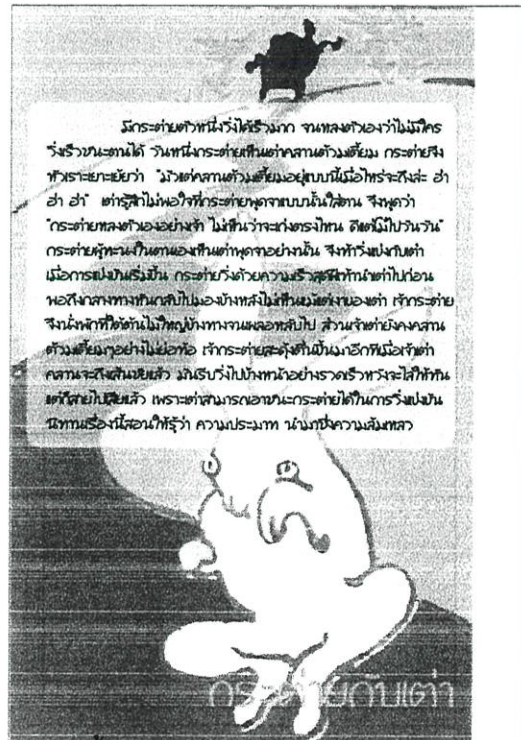 มีกระต่ายตัวหนึ่งวิ่งได้เร็วมาก จนหลงตัวเองว่าไม่มีใคร
วิ่งเร็วชนะตนได้ วันหนึ่งกระต่ายเห็นเต่าคลานต้วมเตี้ยม กระต่ายจึง
หัวเราะเยาะเย้ยว่า "มัวแต่คลานต้วมเตี้ยมอยู่แบบนี้เมื่อไหร่จะถึงล่ะ ฮ่า
ฮ่า ฮ่า" เต่ารู้สึกไม่พอใจที่กระต่ายพูดจาแบบนั้นใส่ตน จึงพูดว่า
"กระต่ายหลงตัวเองอย่างเจ้า ไม่เห็นว่าจะเก่งตรงไหน ดีแต่โม้ไปวันวัน"
กระต่ายผู้ทะนงในตนเองเห็นเต่าพูดจาอย่างนั้น จึงท้าวิ่งแข่งกับเต่า
เมื่อการแข่งขันเริ่มขึ้น กระต่ายวิ่งด้วยความเร็วสุดฝีเท้านำเต่าไปก่อน
พอถึงกลางทางหันกลับไปมองข้างหลังไม่เห็นแม้แต่เงาของเต่า เจ้ากระต่าย
จึงนั่งพักที่ใต้ต้นไม้ใหญ่ข้างทางจนเผลอหลับไป ส่วนเจ้าเต่ายังคงคลาน
ต้วมเตี้ยมๆอย่างไม่ย่อท้อ เจ้ากระต่ายสะดุ้งตื่นขึ้นมาอีกทีเมื่อเจ้าเต่า
คลานจะถึงเส้นชัยแล้ว มันรีบวิ่งไปข้างหน้าอย่างรวดเร็วหวังจะไล่ให้ทัน
แต่ก็สายไปเสียแล้ว เพราะเต่าสามารถเอาชนะกระต่ายได้ในการวิ่งแข่งขัน
นิทานเรื่องนี้สอนให้รู้ว่า ความประมาท นำมาซึ่งความล้มเหลว
กระต่ายกับเต่า